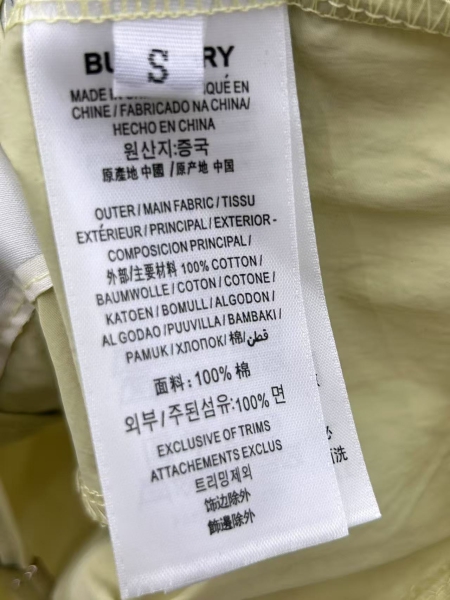 S
MADE IN
QUÉ EN
CHINE / FABRICADO NA CHINA/
HECHO EN CHINA
원산지:중국
原產地 中國 / 原产地 中国
OUTER / MAIN FABRIC / TISSU
EXTÉRIEUR / PRINCIPAL / EXTERIOR -
COMPOSICION PRINCIPAL /
外部/主要材料 100% COTTON /
BAUMWOLLE / COTON / COTONE /
KATOEN / BOMULL / ALGODON /
ALGODAO / PUUVILLA / BAMBAKI /
PAMUK / ХЛОПОК/ 棉/قطن
面料: 100% 棉
외부 / 주된섬유:100% 면
EXCLUSIVE OF TRIMS
ATTACHEMENTS EXCLUS
트리밍제외
饰边除外
飾邊除外
洗